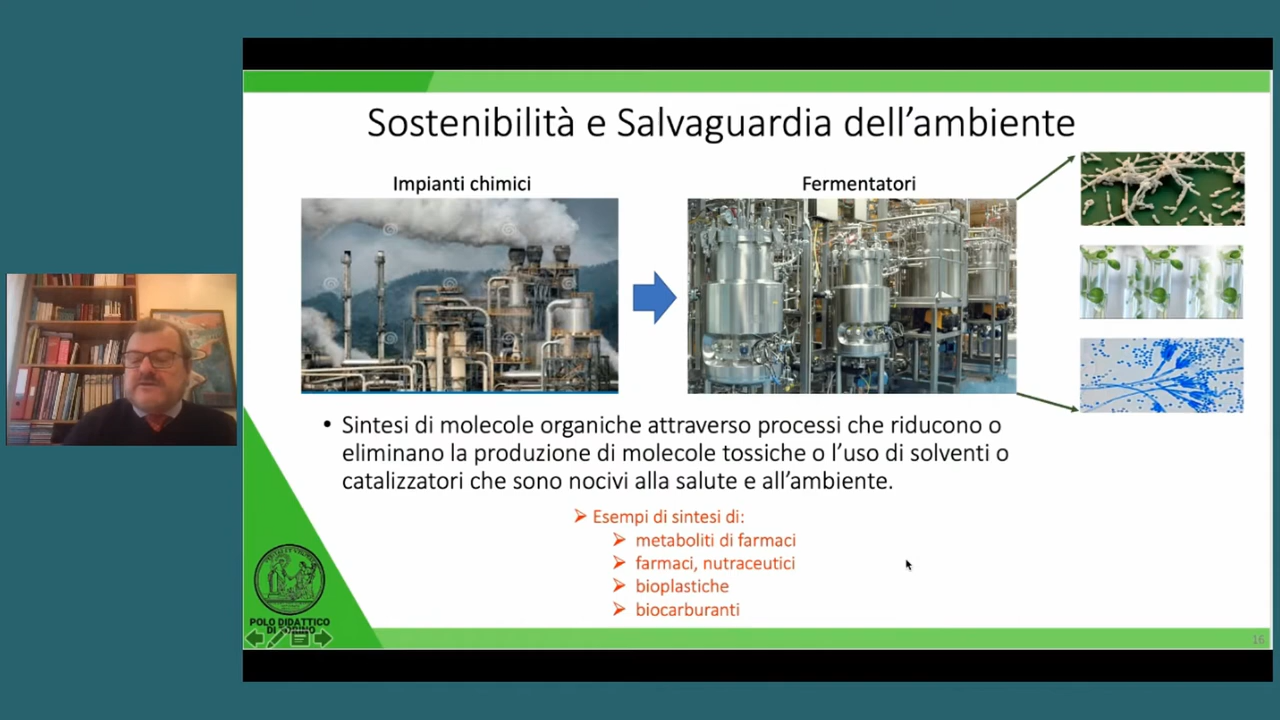 Sostenibilità e Salvaguardia dell’ambiente
Impianti chimici
Fermentatori
• Sintesi di molecole organiche attraverso processi che riducono o
eliminano la produzione di molecole tossiche o l’uso di solventi o
catalizzatori che sono nocivi alla salute e all’ambiente.
➢ Esempi di sintesi di:
➢ metaboliti di farmaci
➢ farmaci, nutraceutici
➢ bioplastiche
➢ biocarburanti
POLO DIDATTICO
DI TORINO
16